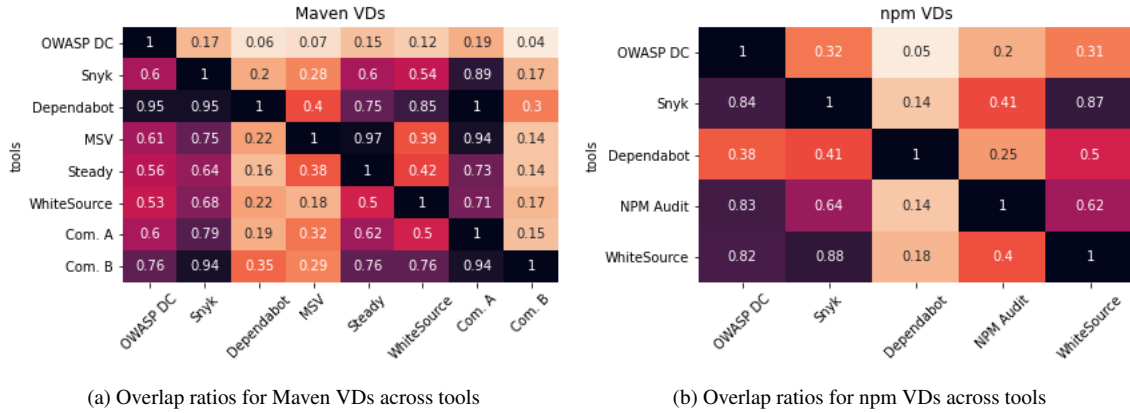 Maven VDs
OWASP DC 1 0.17 0.06 0.07 0.15 0.12 0.19 0.04
Snyk 0.6 1 0.2 0.28 0.6 0.54 0.89 0.17
Dependabot 0.95 0.95 1 0.4 0.75 0.85 1 0.3
MSV 0.61 0.75 0.22 1 0.97 0.39 0.94 0.14
tools
Steady 0.56 0.64 0.16 0.38 1 0.42 0.73 0.14
WhiteSource 0.53 0.68 0.22 0.18 0.5 1 0.71 0.17
Com. A 0.6 0.79 0.19 0.32 0.62 0.5 1 0.15
Com. B 0.76 0.94 0.35 0.29 0.76 0.76 0.94 1
OWASP DC Snyk Dependabot MSV Steady WhiteSource Com. A Com. B
(a) Overlap ratios for Maven VDs across tools
npm VDs
OWASP DC 1 0.32 0.05 0.2 0.31
Snyk 0.84 1 0.14 0.41 0.87
tools
Dependabot 0.38 0.41 1 0.25 0.5
NPM Audit 0.83 0.64 0.14 1 0.62
WhiteSource 0.82 0.88 0.18 0.4 1
OWASP DC Snyk Dependabot NPM Audit WhiteSource
(b) Overlap ratios for npm VDs across tools